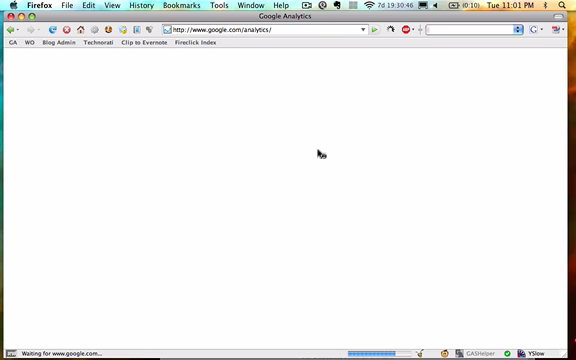 Firefox File Edit View History Bookmarks Tools Window Help 7d 19:30:46 (0:10) Tue 11:01 PM
Google Analytics
http://www.google.com/analytics/
GA WO Blog Admin Technorati Clip to Evernote Fireclick Index
Waiting for www.google.com... GASHelper YSlow